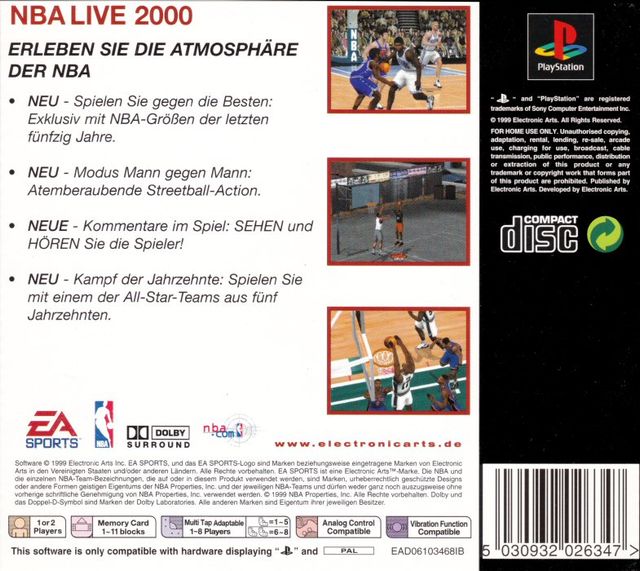 NBA LIVE 2000
ERLEBEN SIE DIE ATMOSPHÄRE
DER NBA
• NEU - Spielen Sie gegen die Besten:
Exklusiv mit NBA-Größen der letzten
fünfzig Jahre.
• NEU - Modus Mann gegen Mann:
Atemberaubende Streetball-Action.
• NEUE - Kommentare im Spiel: SEHEN und
HÖREN Sie die Spieler!
• NEU - Kampf der Jahrzehnte: Spielen Sie
mit einem der All-Star-Teams aus fünf
Jahrzehnten.
NBA
EA
SPORTS
NBA
DOLBY
SURROUND
nba
.com
www.electronicarts.de
Software © 1999 Electronic Arts Inc. EA SPORTS, und das EA SPORTS-Logo sind Marken beziehungsweise eingetragene Marken von Electronic
Arts in den Vereinigten Staaten und/oder anderen Ländern. Alle Rechte vorbehalten. EA SPORTS ist eine Electronic Arts™-Marke. Die NBA und
die einzelnen NBA-Team-Bezeichnungen, die auf oder in diesem Produkt verwendet werden, sind Marken, urheberrechtlich geschützte Designs
oder andere Formen geistigen Eigentums der NBA Properties, Inc. und der jeweiligen NBA-Teams und dürfen weder ganz noch auszugsweise ohne
vorherige schriftliche Genehmigung von NBA Properties, Inc. verwendet werden. © 1999 NBA Properties, Inc. Alle Rechte vorbehalten. Dolby und
das Doppel-D-Symbol sind Marken der Dolby Laboratories. Alle anderen Marken sind Eigentum ihrer jeweiligen Besitzer.
1 or 2
Players
Memory Card
1~11 blocks
Multi Tap Adaptable
1~8 Players
=1~5
=6~8
Analog Control
Compatible
Vibration Function
Compatible
This software is only compatible with hardware displaying " " and PAL
EAD06103468IB
PlayStation
" " and "PlayStation" are registered
trademarks of Sony Computer Entertainment Inc.
© 1999 Electronic Arts. All Rights Reserved.
FOR HOME USE ONLY. Unauthorised copying,
adaptation, rental, lending, re-sale, arcade
use, charging for use, broadcast, cable
transmission, public performance, distribution
or extraction of this product or any
trademark or copyright work that forms part
of this product are prohibited. Published by
Electronic Arts. Developed by Electronic Arts.
COMPACT
disc
5 030932 026347 >